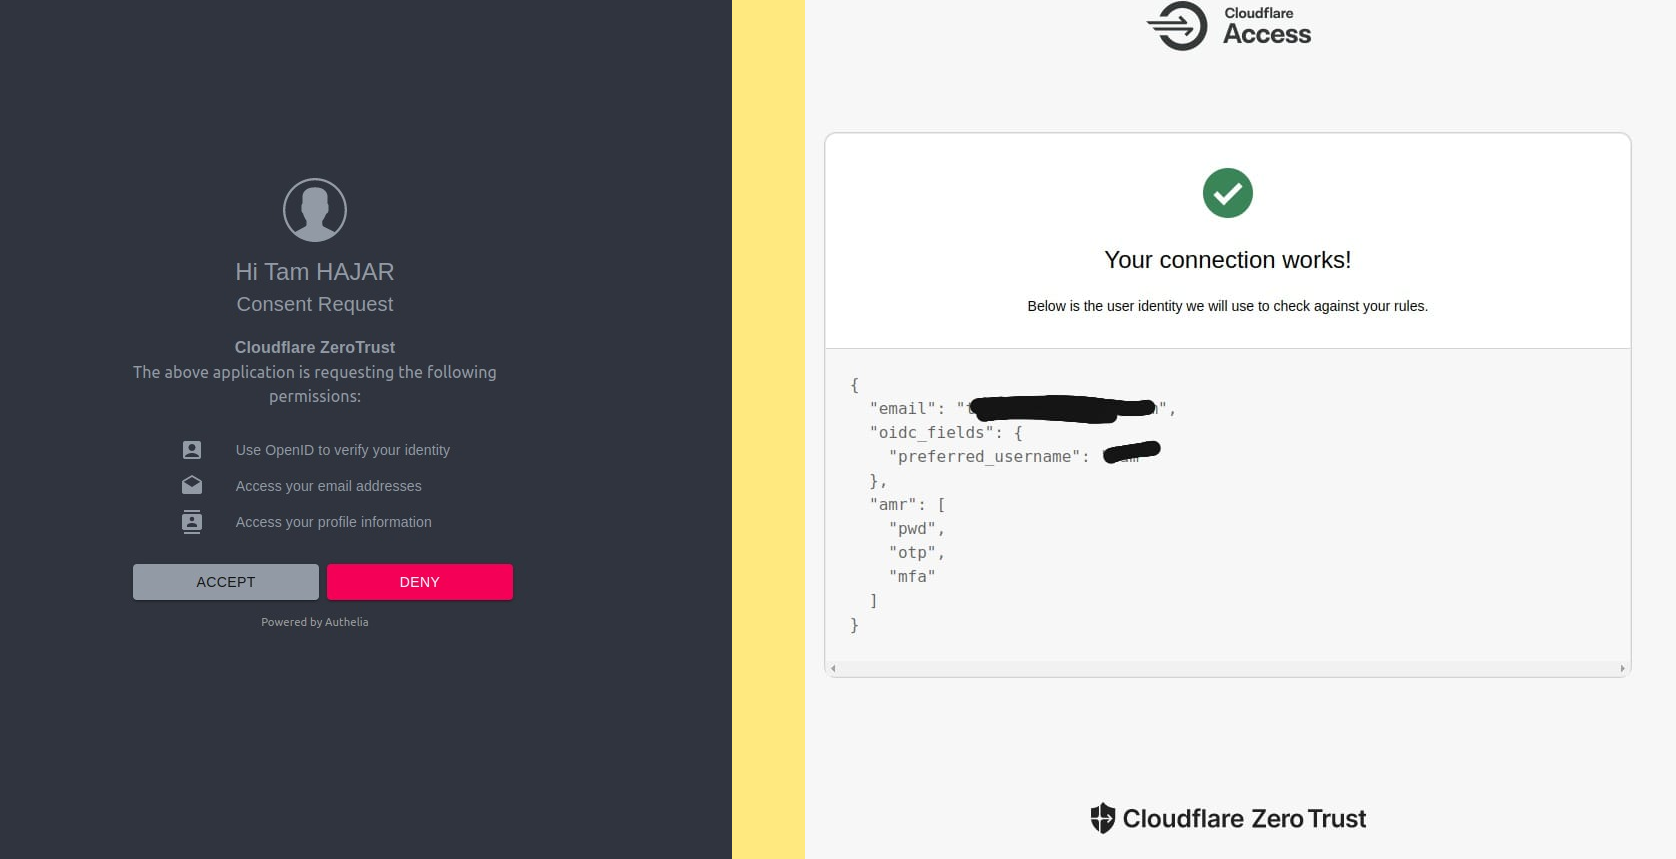 Hi Tam HAJAR
Consent Request
Cloudflare ZeroTrust
The above application is requesting the following
permissions:
Use OpenID to verify your identity
Access your email addresses
Access your profile information
ACCEPT
DENY
Powered by Authelia
Cloudflare
Access
Your connection works!
Below is the user identity we will use to check against your rules.
{
"email": "t n",
"oidc_fields": {
"preferred_username":
},
"amr": [
"pwd",
"otp",
"mfa"
]
}
Cloudflare Zero Trust